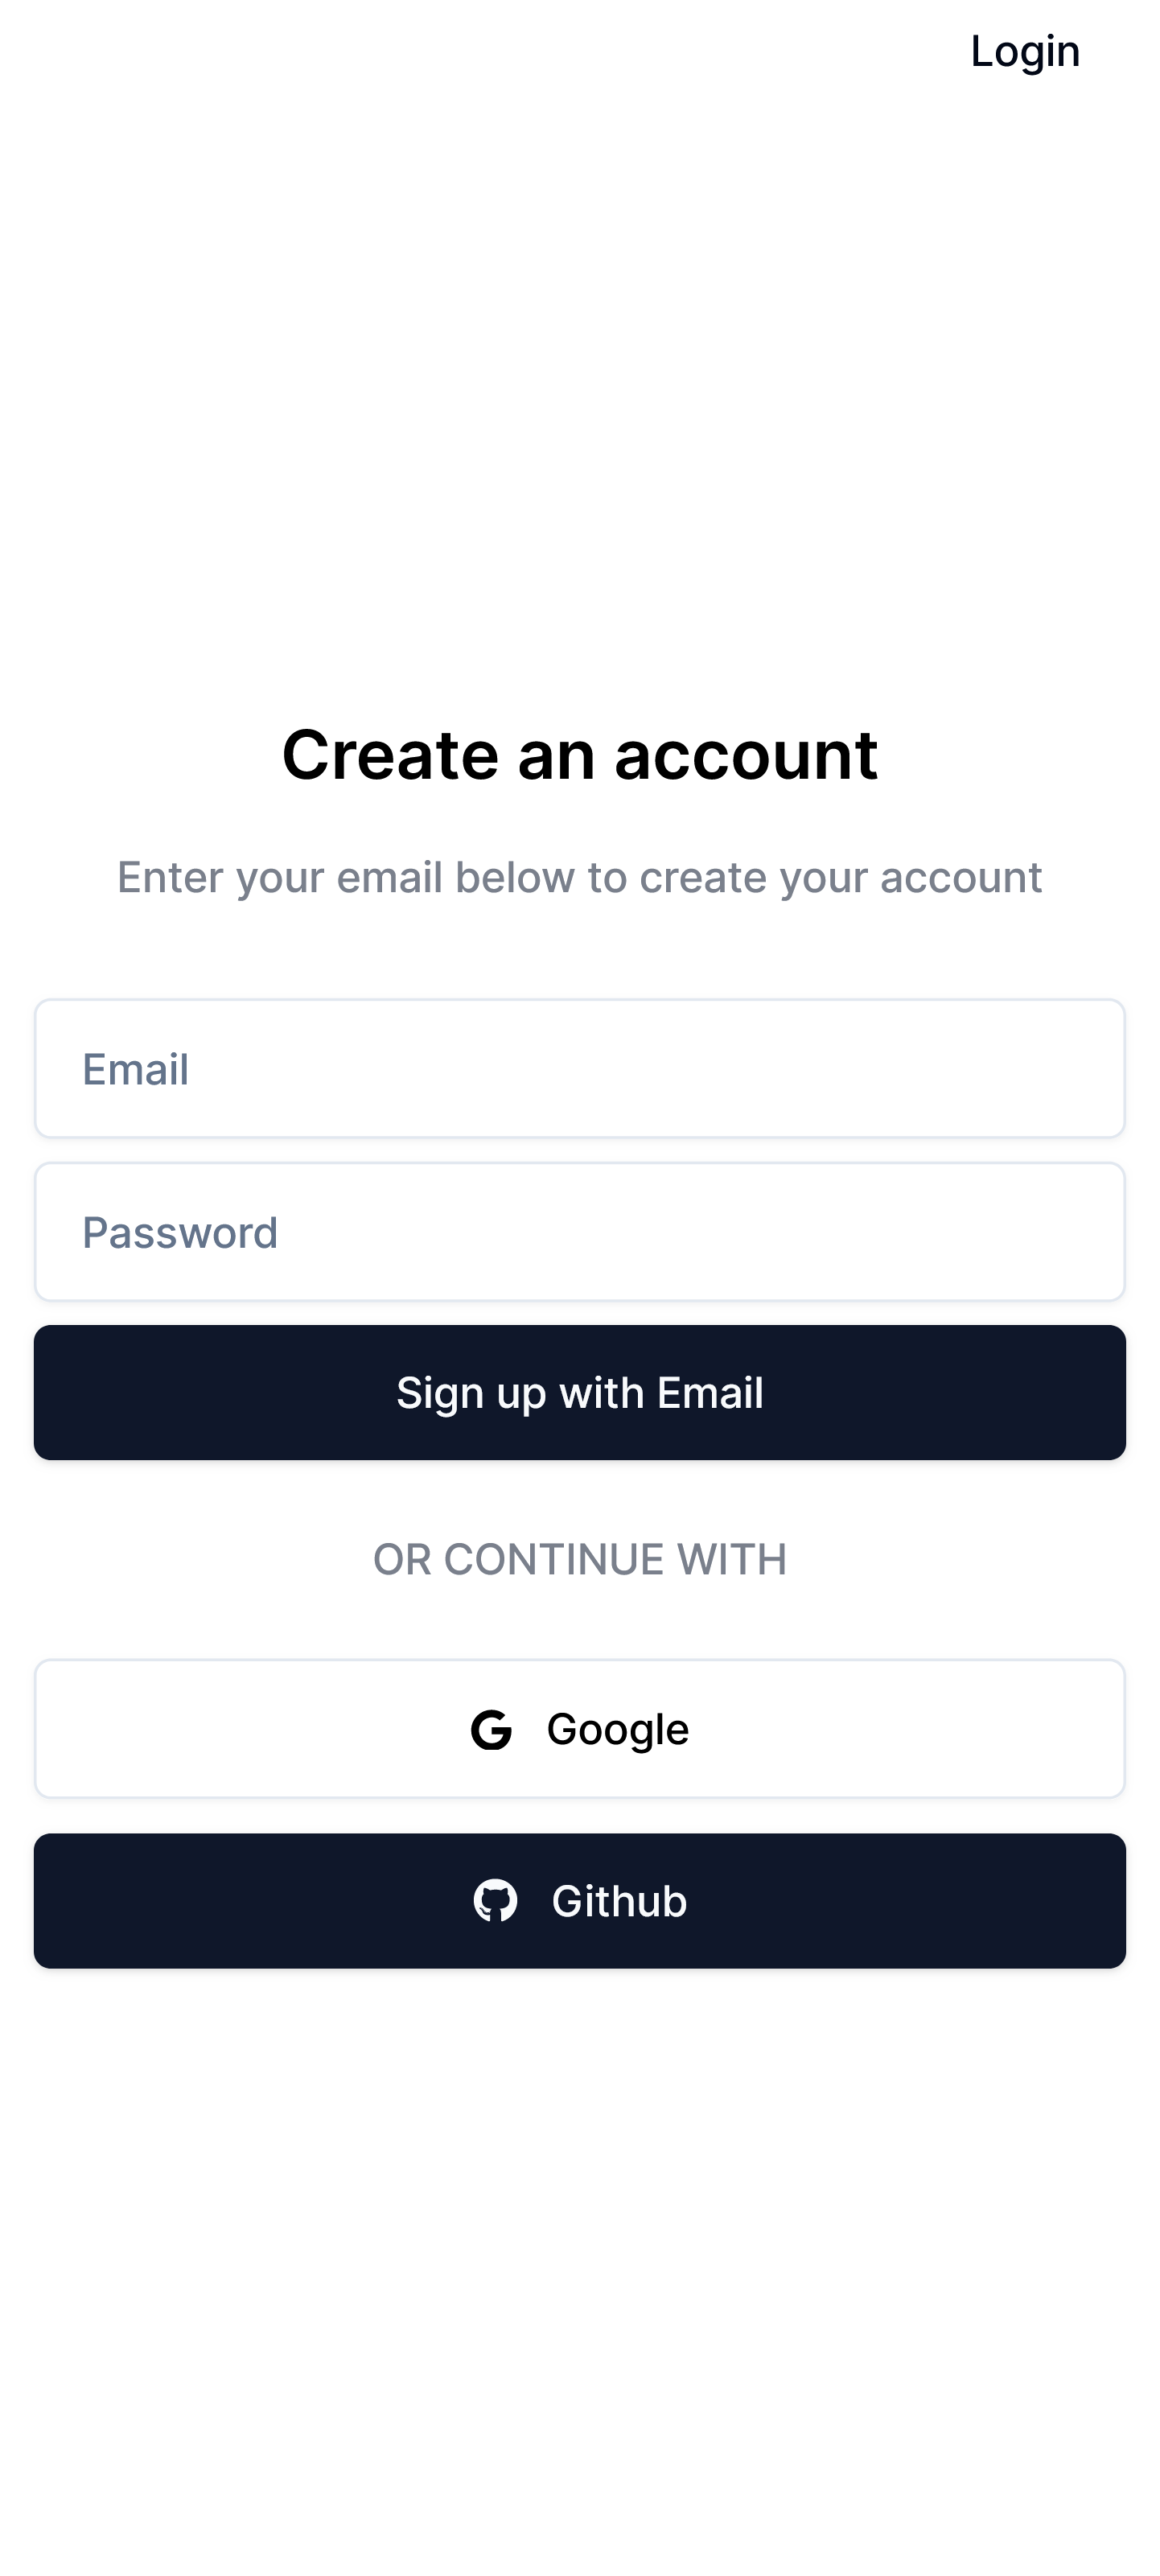 Login
Create an account
Enter your email below to create your account
Email
Password
Sign up with Email
OR CONTINUE WITH
Google
Github